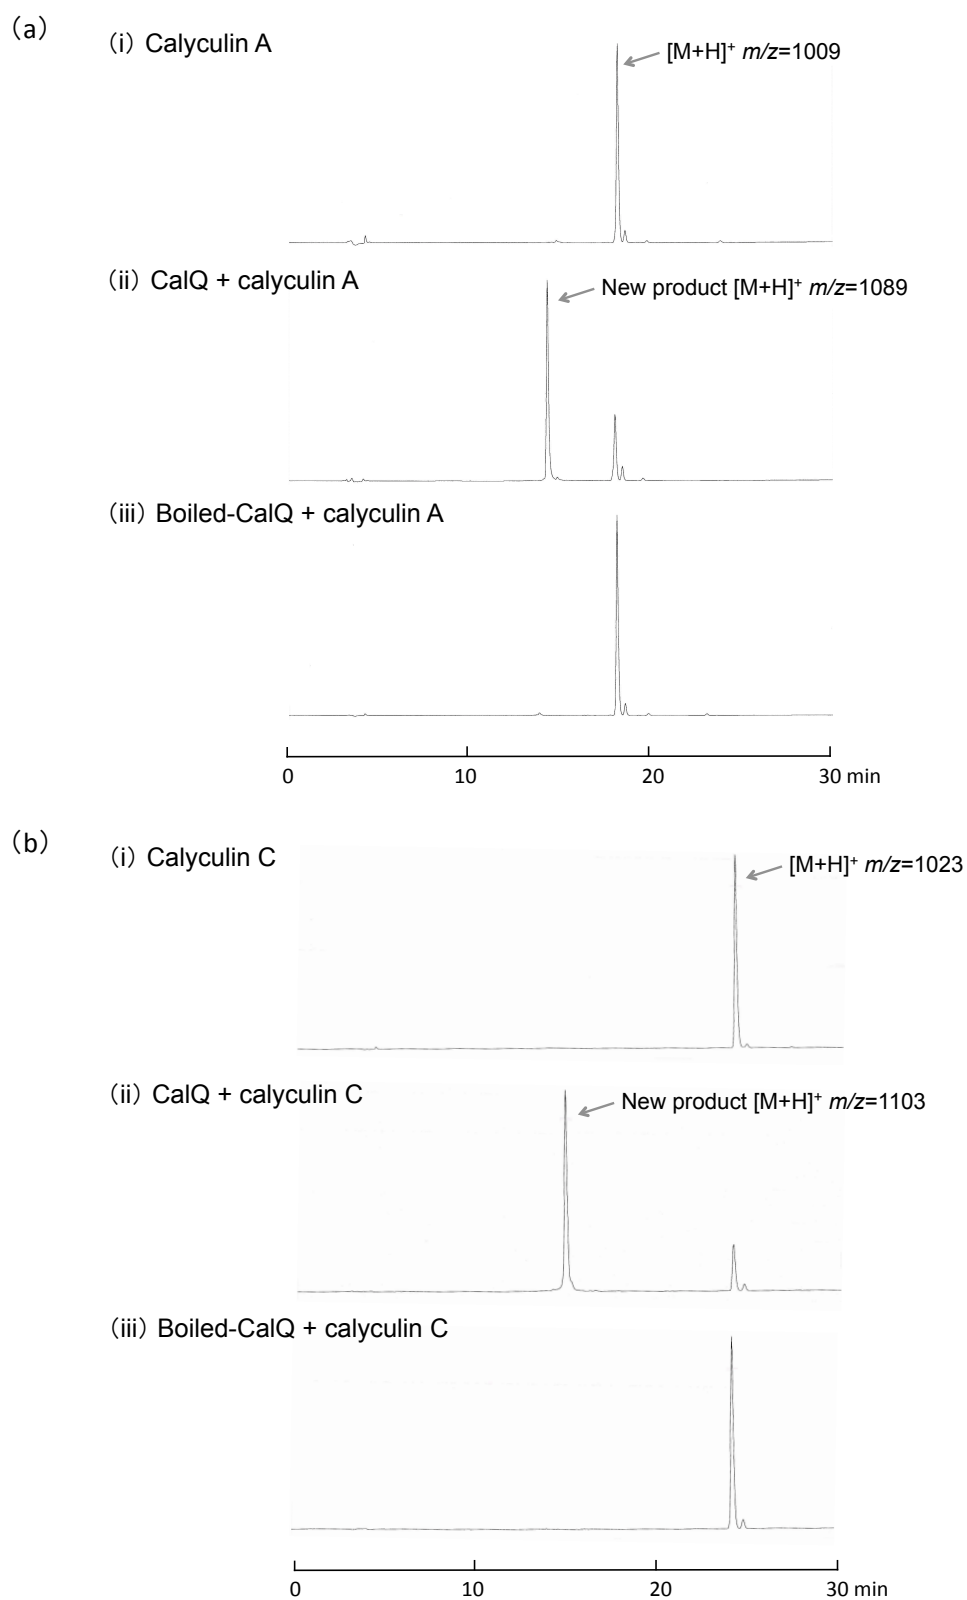 (a)
(i) Calyculin A
[M+H]⁺ m/z=1009
(ii) CalQ + calyculin A
New product [M+H]⁺ m/z=1089
(iii) Boiled-CalQ + calyculin A
0 10 20 30 min
(b)
(i) Calyculin C
[M+H]⁺ m/z=1023
(ii) CalQ + calyculin C
New product [M+H]⁺ m/z=1103
(iii) Boiled-CalQ + calyculin C
0 10 20 30 min